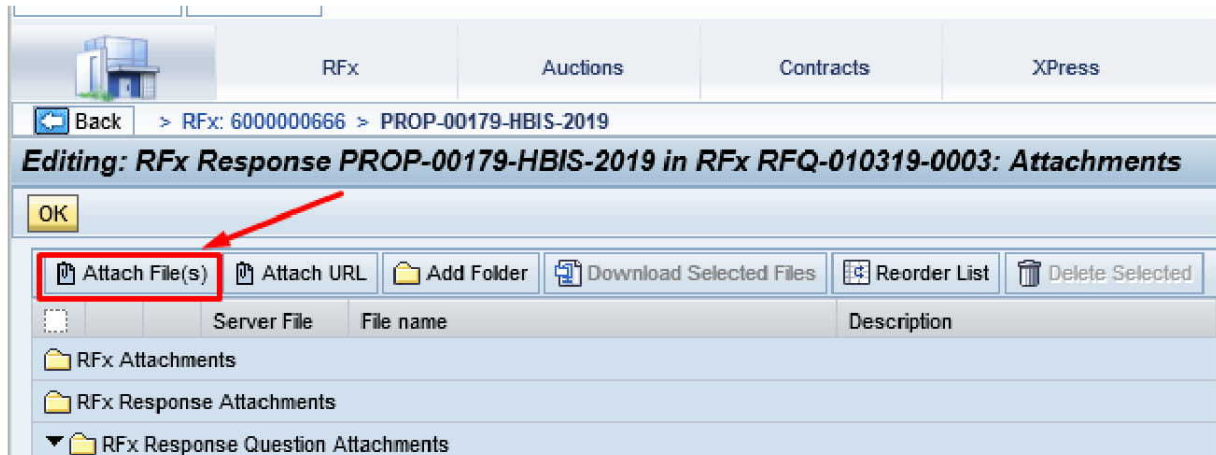 RFx Auctions Contracts XPress
Back > RFx: 6000000666 > PROP-00179-HBIS-2019
Editing: RFx Response PROP-00179-HBIS-2019 in RFx RFQ-010319-0003: Attachments
OK
Attach File(s) Attach URL Add Folder Download Selected Files Reorder List Delete Selected
Server File File name Description
RFx Attachments
RFx Response Attachments
RFx Response Question Attachments